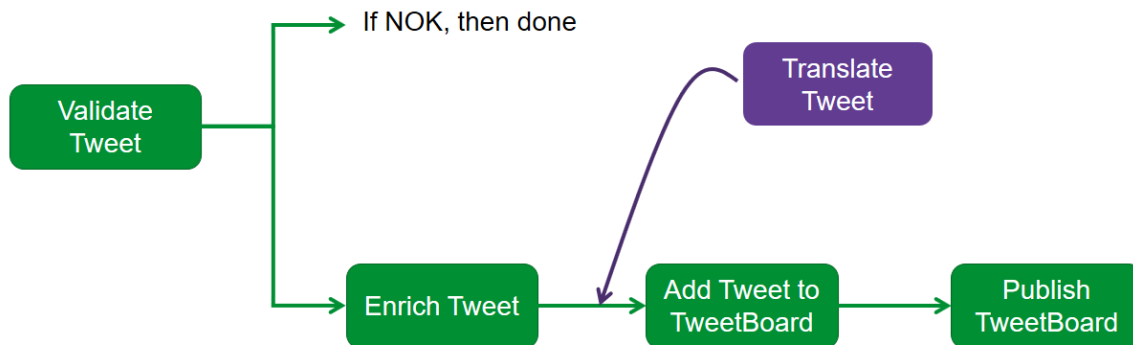 If NOK, then done
Translate
Tweet
Validate
Tweet
Enrich Tweet
Add Tweet to
TweetBoard
Publish
TweetBoard